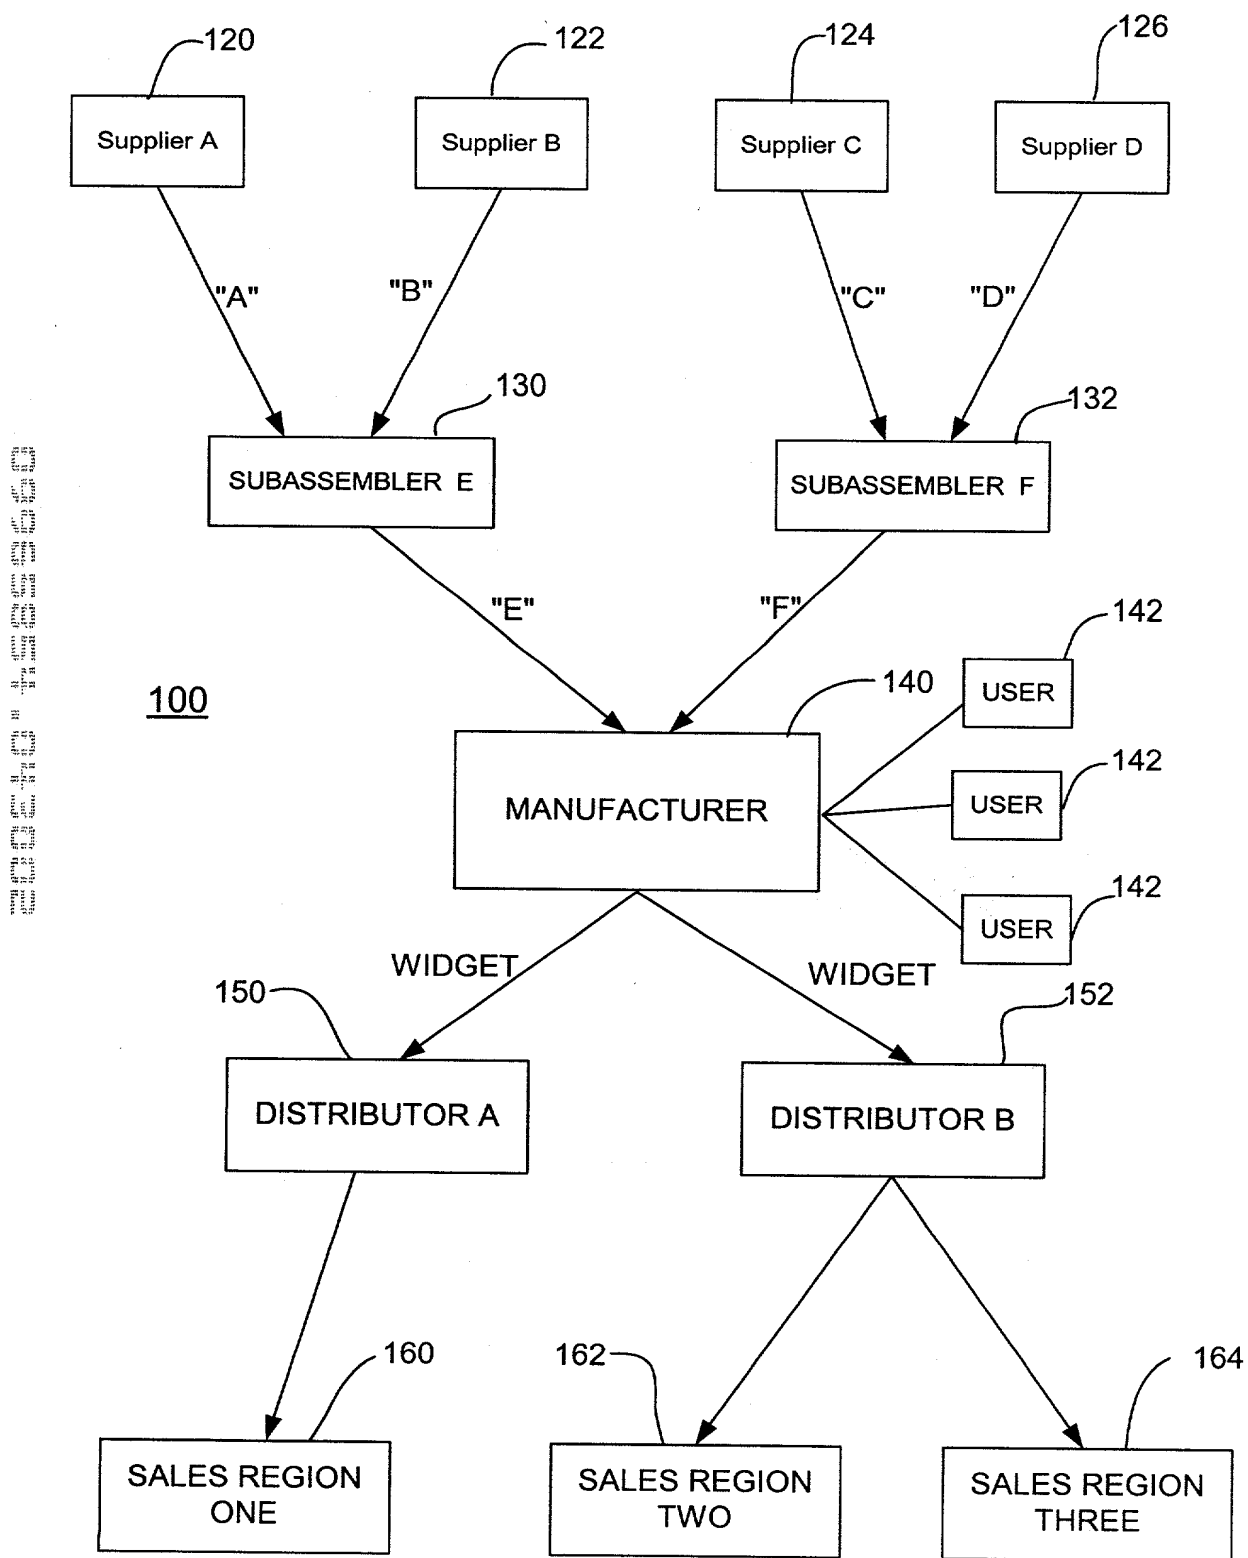 120
122
124
126
Supplier A
Supplier B
Supplier C
Supplier D
"A"
"B"
"C"
"D"
130
132
SUBASSEMBLER E
SUBASSEMBLER F
"E"
"F"
142
100
140
USER
142
MANUFACTURER
USER
142
USER
WIDGET
WIDGET
150
152
DISTRIBUTOR A
DISTRIBUTOR B
160
162
164
SALES REGION
ONE
SALES REGION
TWO
SALES REGION
THREE